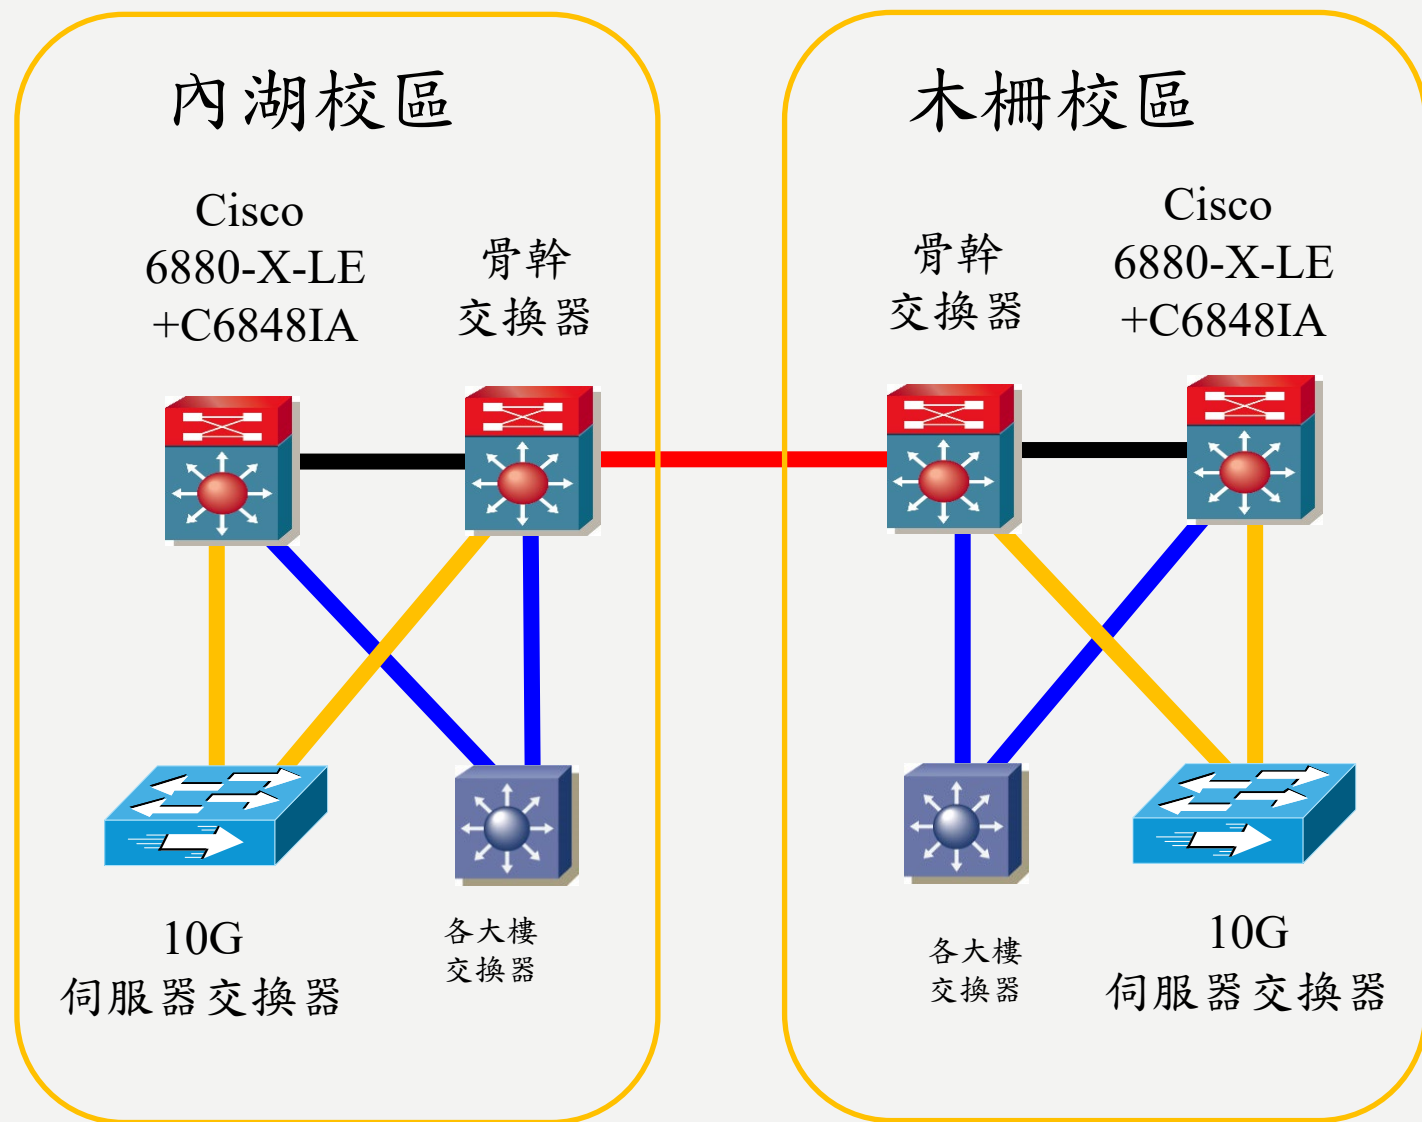 內湖校區
Cisco
6880-X-LE
+C6848IA
骨幹
交換器
10G
伺服器交換器
各大樓
交換器
木柵校區
骨幹
交換器
Cisco
6880-X-LE
+C6848IA
各大樓
交換器
10G
伺服器交換器